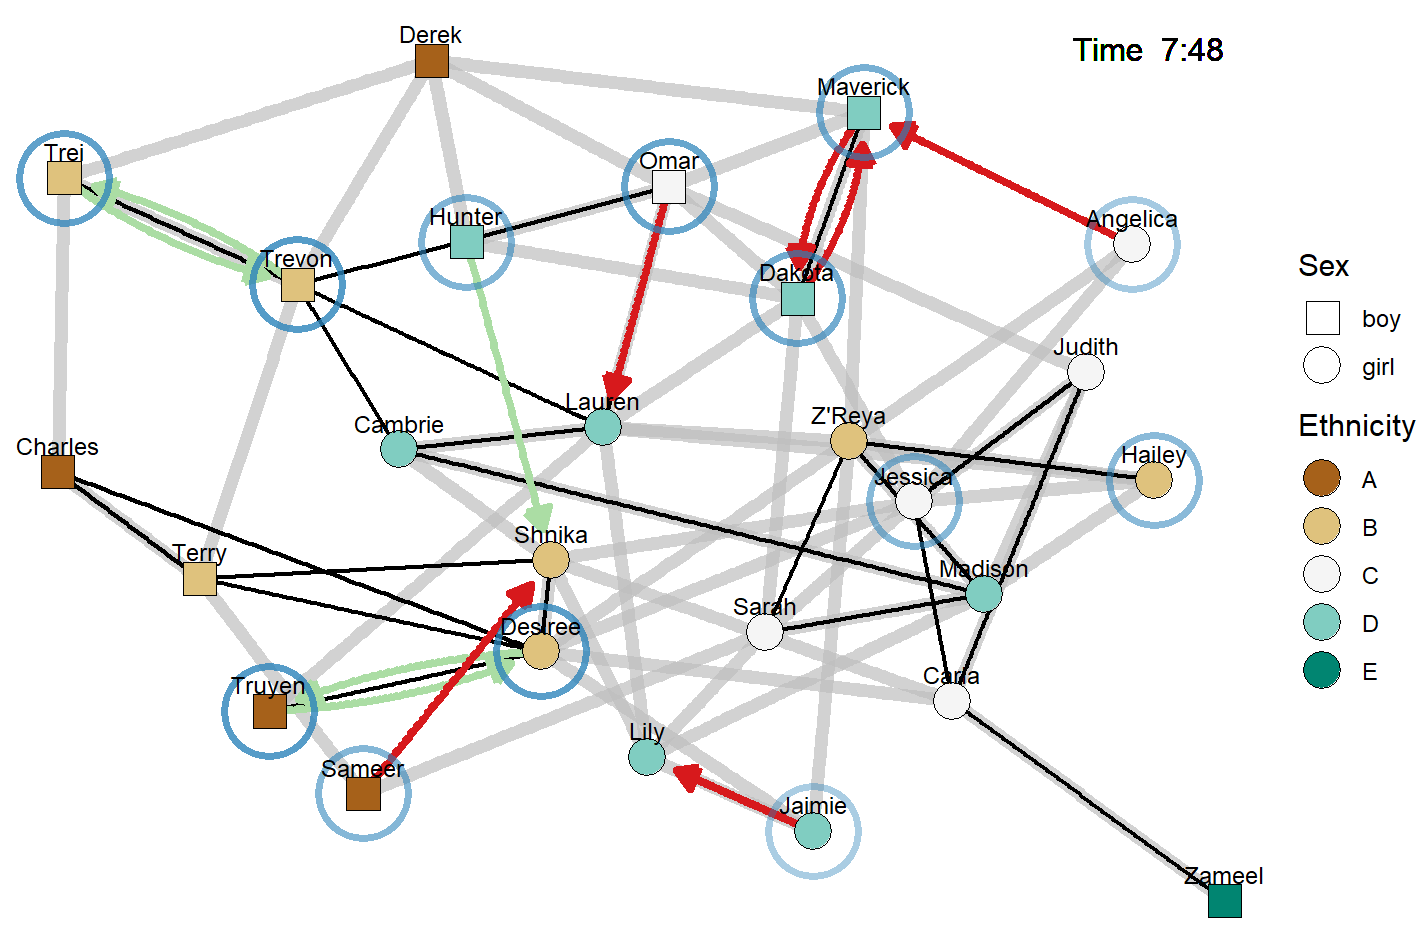 Derek
Time 7:48
Maverick
Trei
Omar
Hunter
Angelica
Trevon
Dakota
Sex
boy
girl
Judith
Lauren
Cambrie
Z'Reya
Ethnicity
Charles
Hailey
Jessica
A
B
C
D
E
Shnika
Terry
Madison
Sarah
Desiree
Truyen
Carla
Lily
Sameer
Jaimie
Zameel